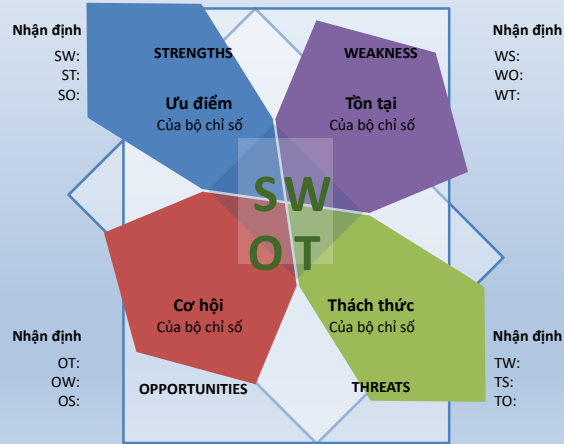 Nhận định
SW:
ST:
SO:
STRENGTHS
Ưu điểm
Của bộ chỉ số
WEAKNESS
Tồn tại
Của bộ chỉ số
Nhận định
WS:
WO:
WT:
S W
O T
Nhận định
OT:
OW:
OS:
Cơ hội
Của bộ chỉ số
OPPORTUNITIES
Thách thức
Của bộ chỉ số
THREATS
Nhận định
TW:
TS:
TO: